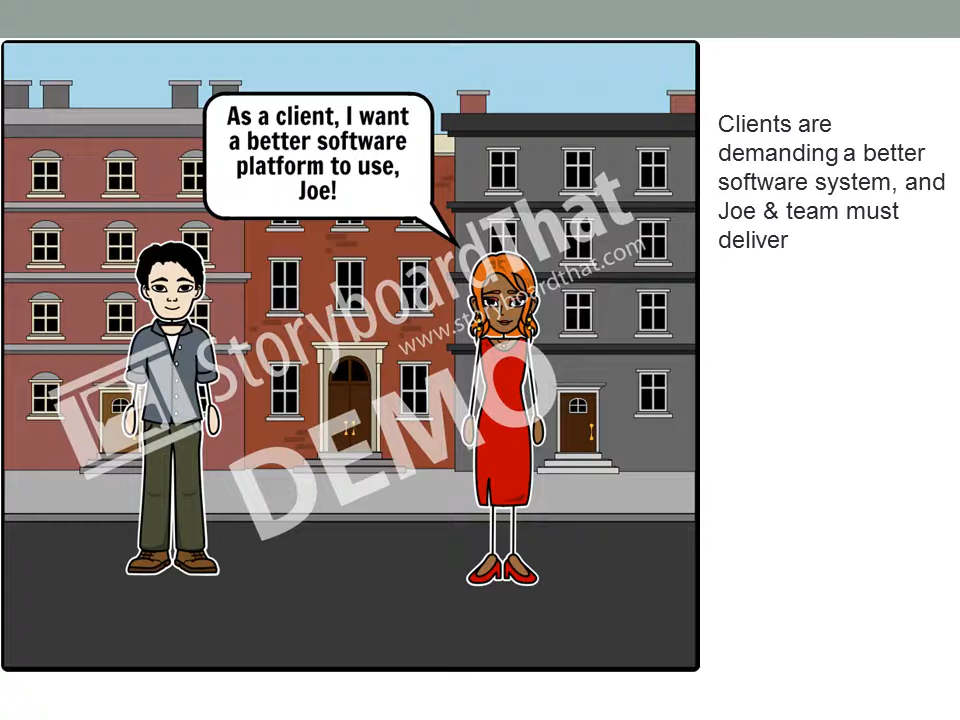 As a client, I want
a better software
platform to use,
Joe!
Clients are
demanding a better
software system, and
Joe & team must
deliver
StoryboardThat
www.storyboardthat.com
DEMO